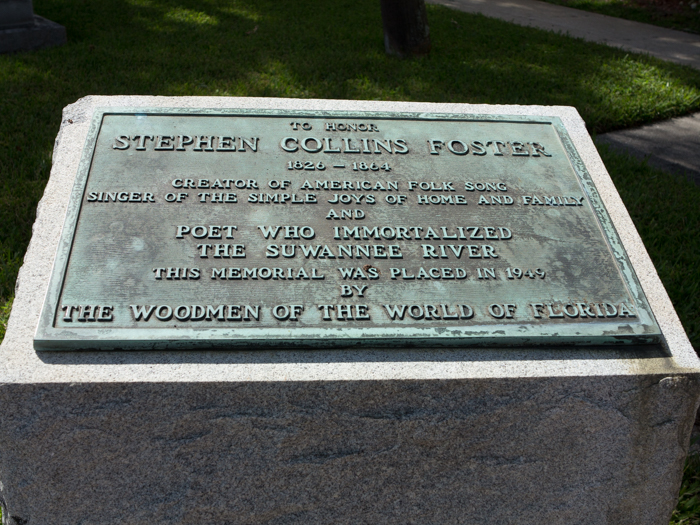 TO HONOR
STEPHEN COLLINS FOSTER
1826 – 1864
CREATOR OF AMERICAN FOLK SONG
SINGER OF THE SIMPLE JOYS OF HOME AND FAMILY
AND
POET WHO IMMORTALIZED
THE SUWANNEE RIVER
THIS MEMORIAL WAS PLACED IN 1949
BY
THE WOODMEN OF THE WORLD OF FLORIDA